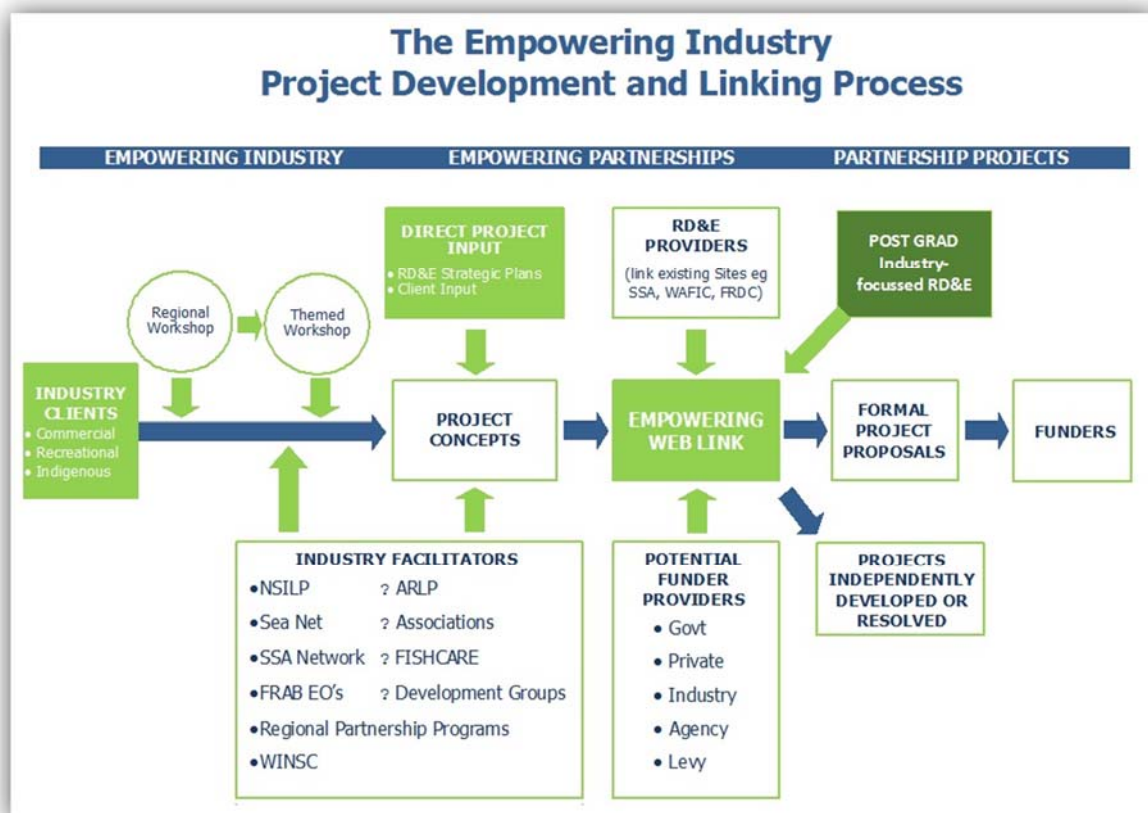 The Empowering Industry
Project Development and Linking Process
EMPOWERING INDUSTRY
EMPOWERING PARTNERSHIPS
PARTNERSHIP PROJECTS
Regional
Workshop
Themed
Workshop
INDUSTRY
CLIENTS
• Commercial
• Recreational
• Indigenous
DIRECT PROJECT
INPUT
• RD&E Strategic Plans
• Client Input
RD&E
PROVIDERS
(link existing Sites eg
SSA, WAFIC, FRDC)
POST GRAD
Industry-
focussed RD&E
PROJECT
CONCEPTS
EMPOWERING
WEB LINK
FORMAL
PROJECT
PROPOSALS
FUNDERS
INDUSTRY FACILITATORS
•NSILP
•Sea Net
•SSA Network
•FRAB EO's
•Regional Partnership Programs
•WINSC
? ARLP
? Associations
? FISHCARE
? Development Groups
POTENTIAL
FUNDER
PROVIDERS
• Govt
• Private
• Industry
• Agency
• Levy
PROJECTS
INDEPENDENTLY
DEVELOPED OR
RESOLVED